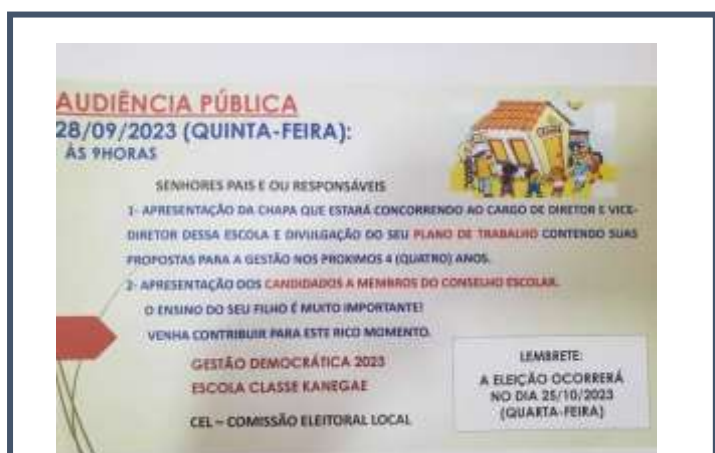 AUDIÊNCIA PÚBLICA
28/09/2023 (QUINTA-FEIRA):
ÀS 9HORAS
SENHORES PAIS E OU RESPONSÁVEIS
1- APRESENTAÇÃO DA CHAPA QUE ESTARÁ CONCORRENDO AO CARGO DE DIRETOR E VICE-
DIRETOR DESSA ESCOLA E DIVULGAÇÃO DO SEU PLANO DE TRABALHO CONTENDO SUAS
PROPOSTAS PARA A GESTÃO NOS PROXIMOS 4 (QUATRO) ANOS.
2- APRESENTAÇÃO DOS CANDIDADOS A MEMBROS DO CONSELHO ESCOLAR.
O ENSINO DO SEU FILHO É MUITO IMPORTANTE!
VENHA CONTRIBUIR PARA ESTE RICO MOMENTO.
GESTÃO DEMOCRÁTICA 2023
ESCOLA CLASSE KANEGAE
CEL – COMISSÃO ELEITORAL LOCAL
LEMBRETE:
A ELEIÇÃO OCORRERÁ
NO DIA 25/10/2023
(QUARTA-FEIRA)